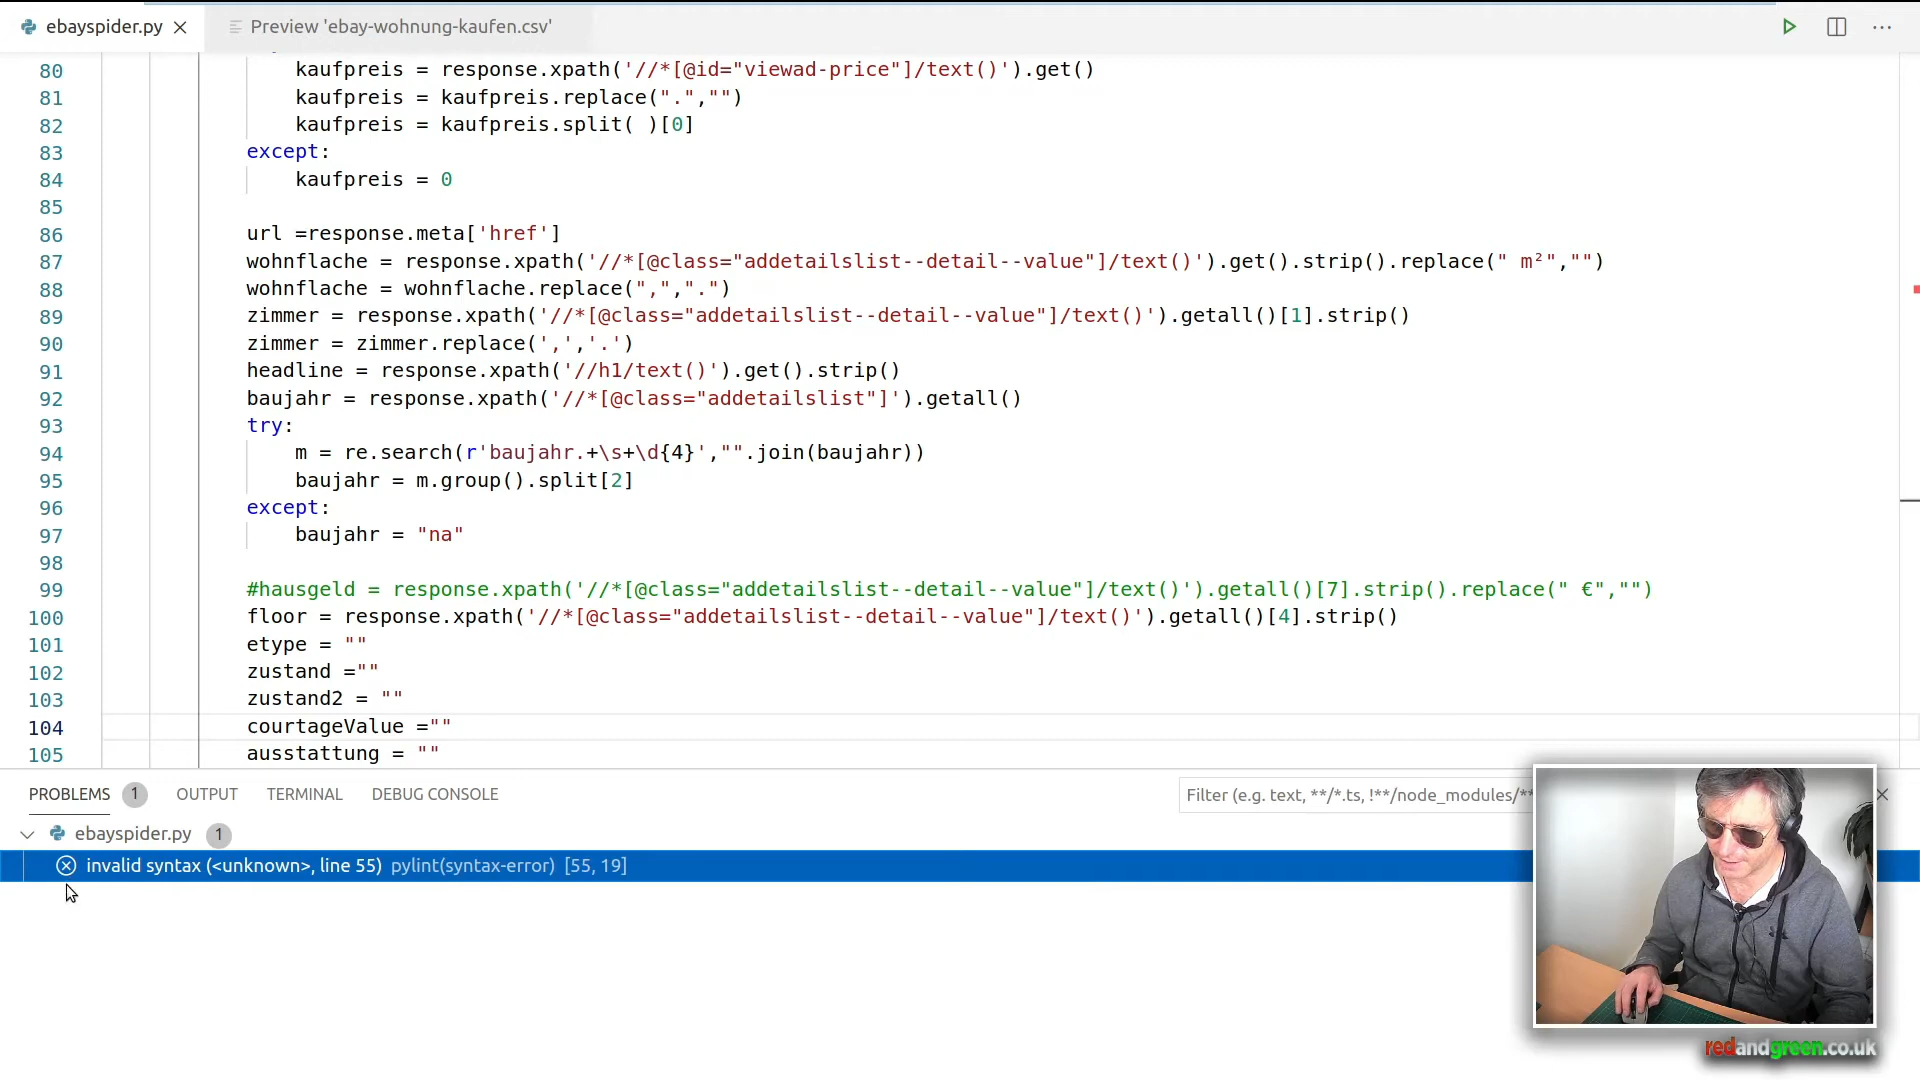 ebayspider.py
Preview 'ebay-wohnung-kaufen.csv'
80 kaufpreis = response.xpath('//*[@id="viewad-price"]/text()').get()
81 kaufpreis = kaufpreis.replace(".","")
82 kaufpreis = kaufpreis.split( )[0]
83 except:
84 kaufpreis = 0
85
86 url =response.meta['href']
87 wohnflache = response.xpath('//*[@class="addetailslist--detail--value"]/text()').get().strip().replace(" m²","")
88 wohnflache = wohnflache.replace(",",".")
89 zimmer = response.xpath('//*[@class="addetailslist--detail--value"]/text()').getall()[1].strip()
90 zimmer = zimmer.replace(',','.')
91 headline = response.xpath('//h1/text()').get().strip()
92 baujahr = response.xpath('//*[@class="addetailslist"]').getall()
93 try:
94 m = re.search(r'baujahr.+\s+\d{4}',"".join(baujahr))
95 baujahr = m.group().split[2]
96 except:
97 baujahr = "na"
98
99 #hausgeld = response.xpath('//*[@class="addetailslist--detail--value"]/text()').getall()[7].strip().replace(" €","")
100 floor = response.xpath('//*[@class="addetailslist--detail--value"]/text()').getall()[4].strip()
101 etype = ""
102 zustand =""
103 zustand2 = ""
104 courtageValue =""
105 ausstattung = ""
PROBLEMS 1 OUTPUT TERMINAL DEBUG CONSOLE Filter (e.g. text, **/*.ts, !**/node_modules/**
ebayspider.py 1
invalid syntax (<unknown>, line 55) pylint(syntax-error) [55, 19]
redandgreen.co.uk